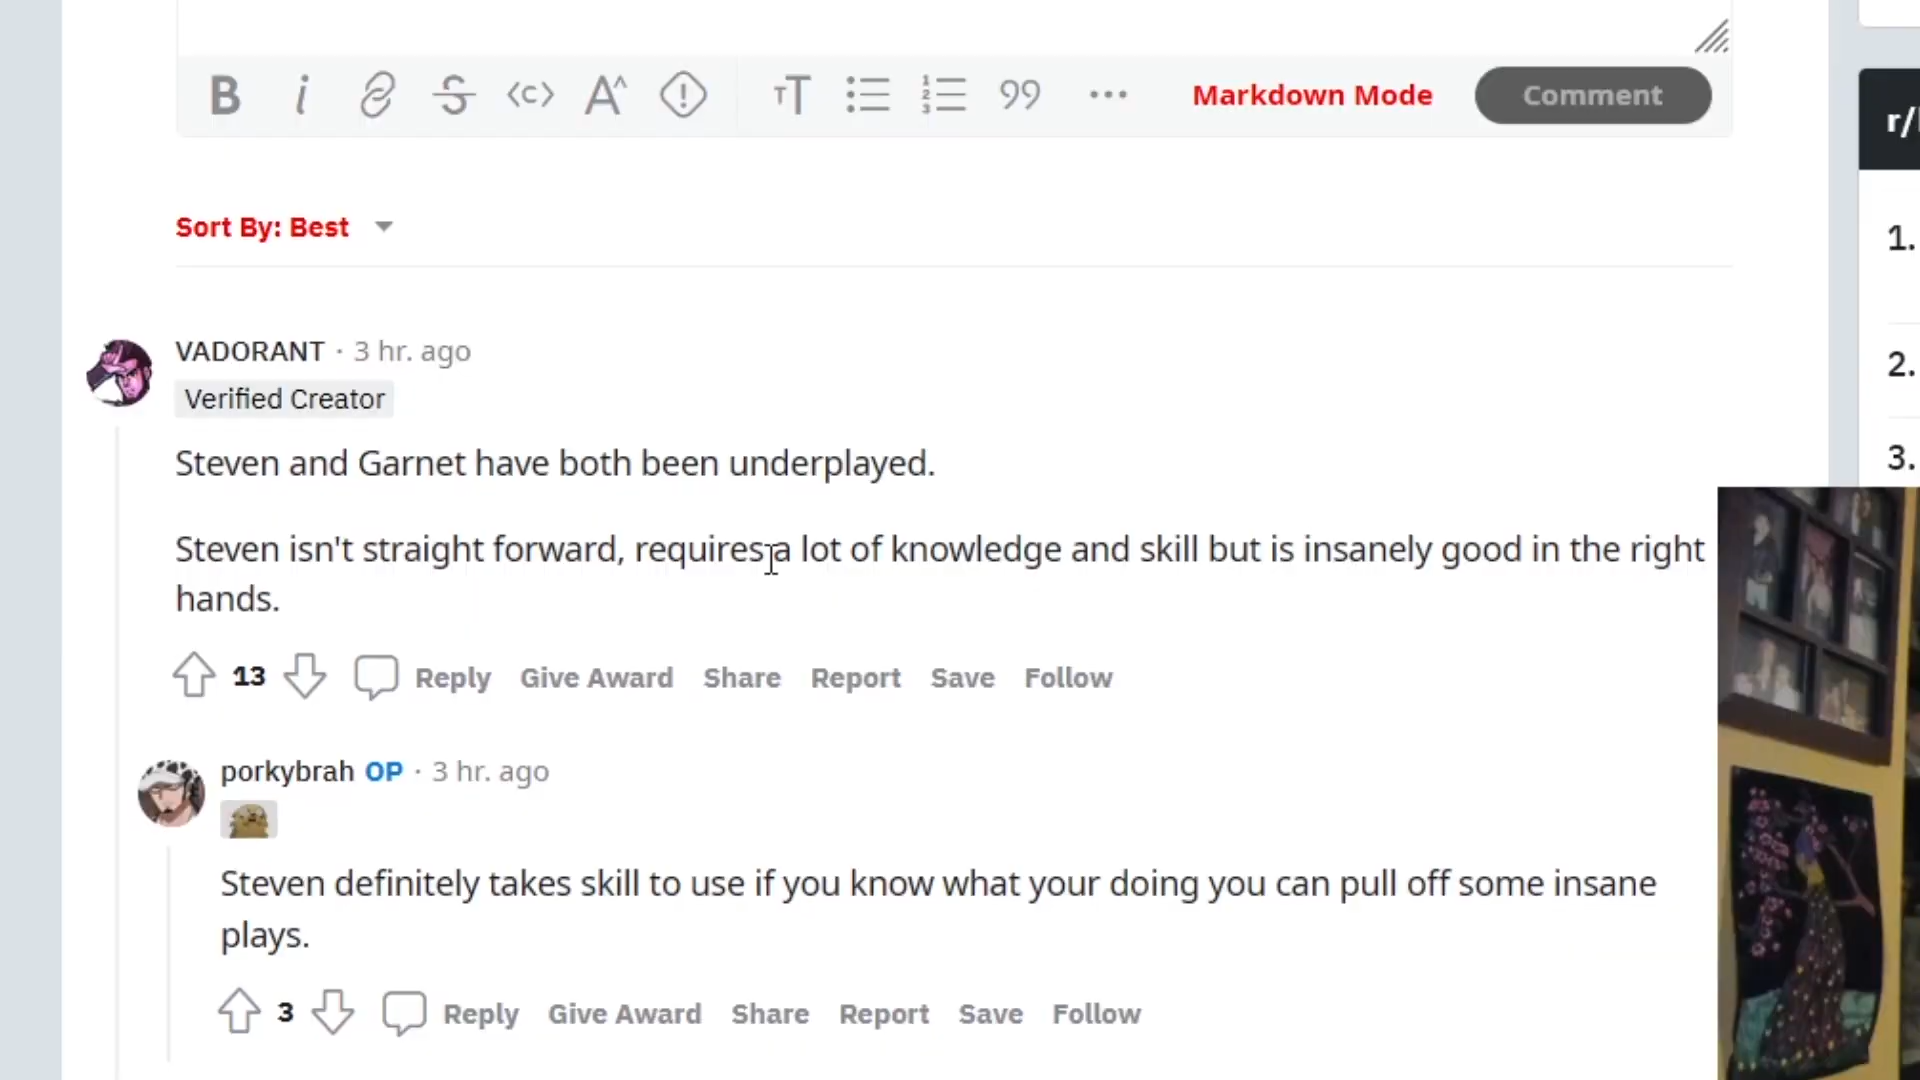 B i S <c> A^ ! TT 99 ... Markdown Mode Comment
r/
Sort By: Best
1.
2.
3.
VADORANT · 3 hr. ago
Verified Creator
Steven and Garnet have both been underplayed.
Steven isn't straight forward, requires a lot of knowledge and skill but is insanely good in the right
hands.
13 Reply Give Award Share Report Save Follow
porkybrah OP · 3 hr. ago
Steven definitely takes skill to use if you know what your doing you can pull off some insane
plays.
3 Reply Give Award Share Report Save Follow